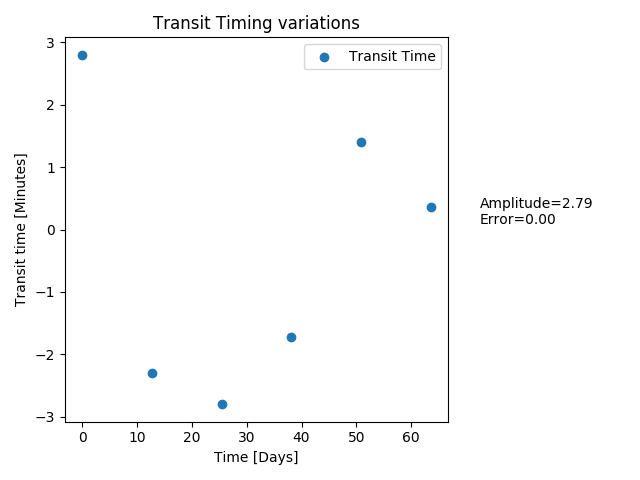 Transit Timing variations
Transit Time
Transit time [Minutes]
3
2
1
0
−1
−2
−3
0 10 20 30 40 50 60
Time [Days]
Amplitude=2.79
Error=0.00